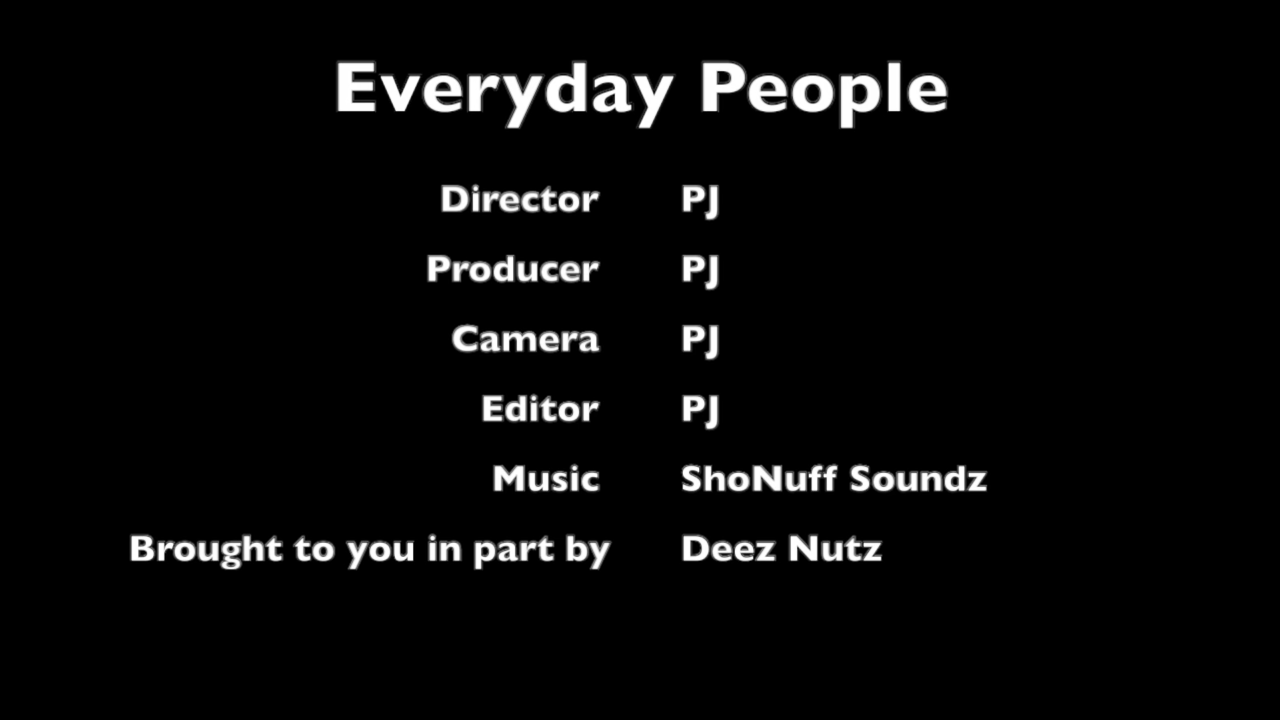 Everyday People
Director PJ
Producer PJ
Camera PJ
Editor PJ
Music ShoNuff Soundz
Brought to you in part by Deez Nutz